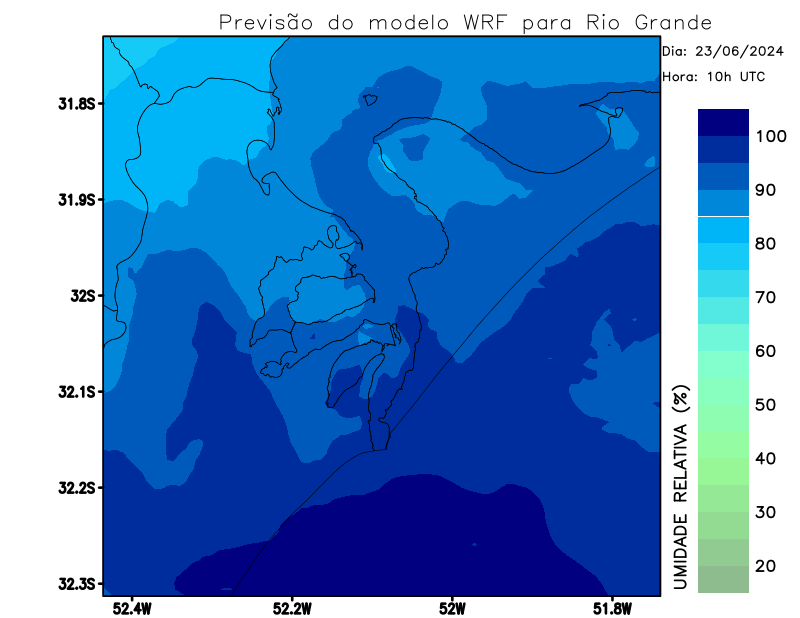 Previsão do modelo WRF para Rio Grande
Dia: 23/06/2024
Hora: 10h UTC
31.8S
31.9S
32S
32.1S
32.2S
32.3S
52.4W
52.2W
52W
51.8W
UMIDADE RELATIVA (%)
100
90
80
70
60
50
40
30
20